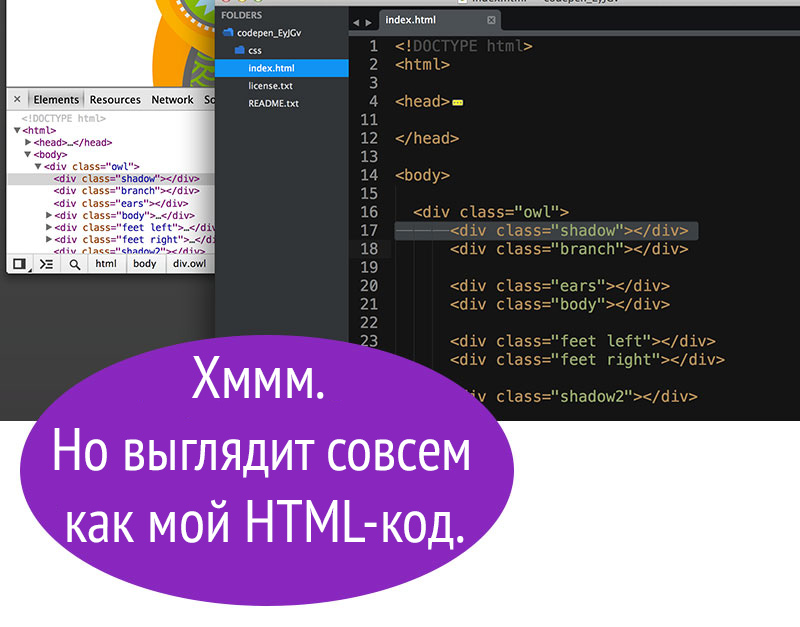 FOLDERS
codepen_EyJGv
css
index.html
license.txt
README.txt
index.html
1 <!DOCTYPE html>
2 <html>
3
4 <head>
11
12 </head>
13
14 <body>
15
16 <div class="owl">
17 <div class="shadow"></div>
18 <div class="branch"></div>
19
20 <div class="ears"></div>
21 <div class="body"></div>
22
23 <div class="feet left"></div>
<div class="feet right"></div>
class="shadow2"></div>
× Elements Resources Network
<!DOCTYPE html>
▼<html>
▶<head>…</head>
▼<body>
▼<div class="owl">
<div class="shadow"></div>
<div class="branch"></div>
<div class="ears"></div>
▶<div class="body">…</div>
▶<div class="feet left">…</div>
▶<div class="feet right">…</div>
<div class="shadow2"></div>
html body div.owl
Хммм.
Но выглядит совсем
как мой HTML-код.